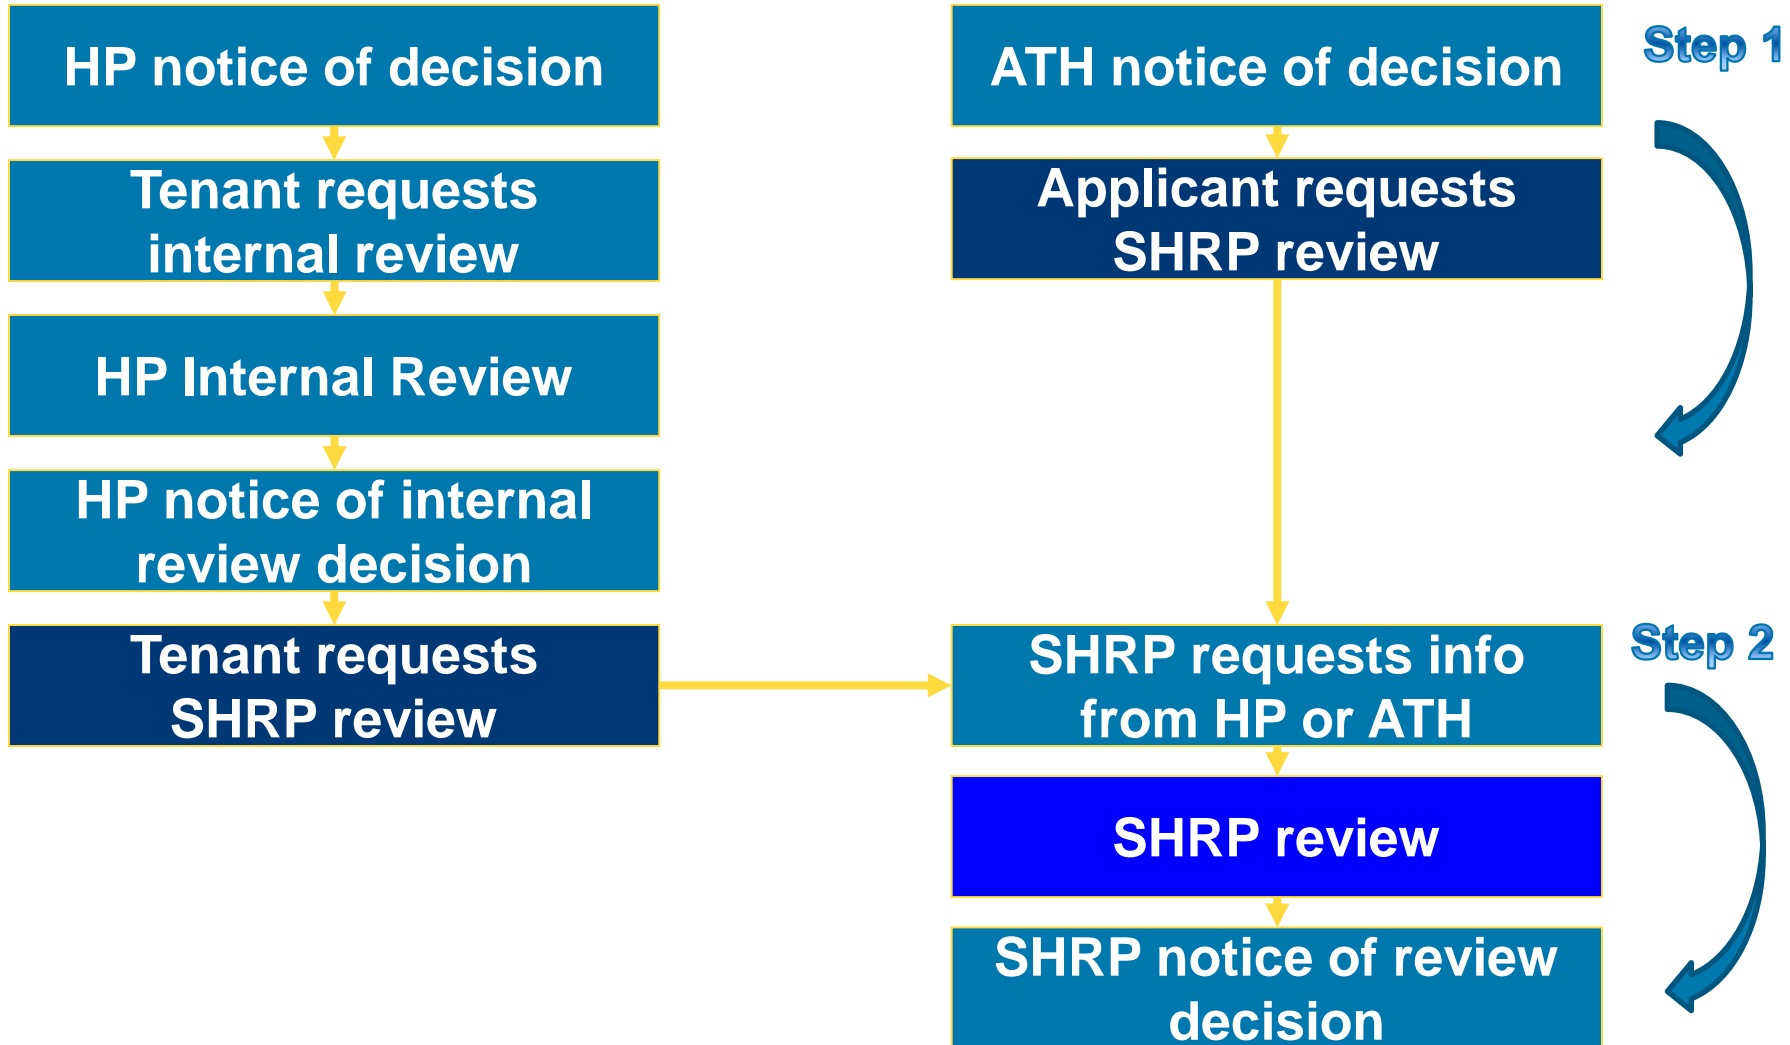 HP notice of decision
Tenant requests
internal review
HP Internal Review
HP notice of internal
review decision
Tenant requests
SHRP review
ATH notice of decision
Applicant requests
SHRP review
SHRP requests info
from HP or ATH
SHRP review
SHRP notice of review
decision
Step 1
Step 2